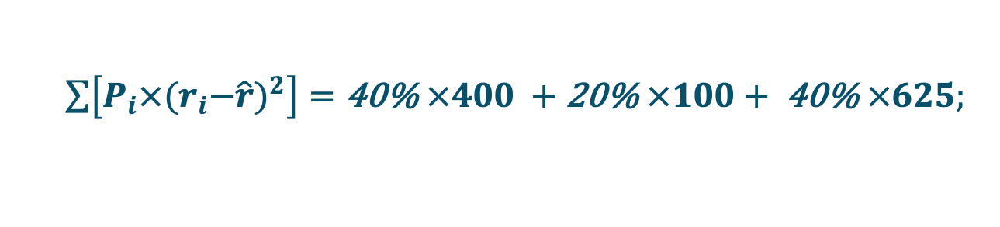 ∑[Pᵢ×(rᵢ−r̂)²] = 40% ×400 + 20% ×100 + 40% ×625;